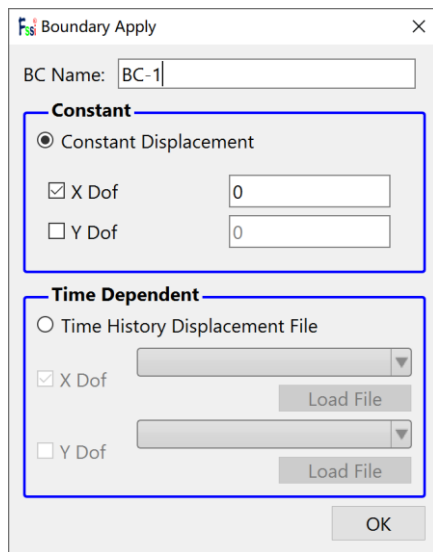 Fssi Boundary Apply
BC Name: BC-1
Constant
Constant Displacement
X Dof 0
Y Dof 0
Time Dependent
Time History Displacement File
X Dof
Load File
Y Dof
Load File
OK